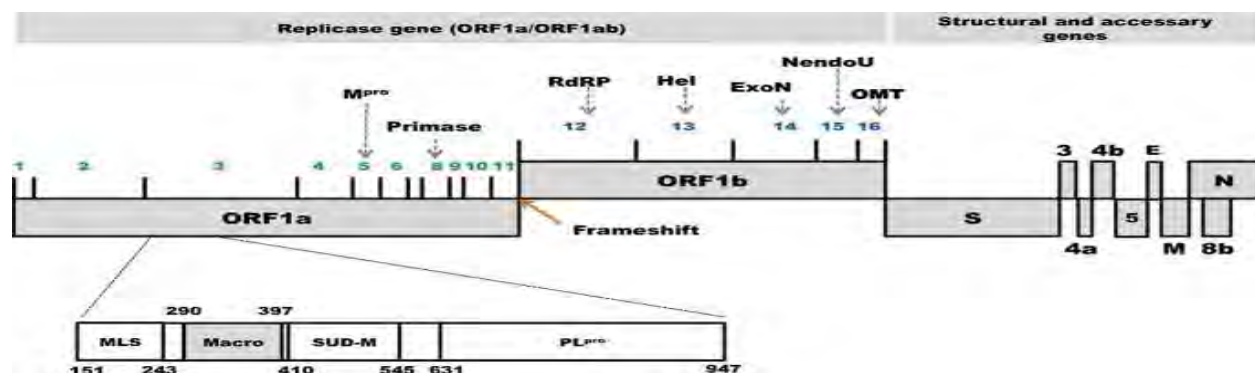 Replicase gene (ORF1a/ORF1ab)
Structural and accessary
genes
NendoU
RdRP Hel ExoN OMT
Mpro
Primase
12 13 14 15 16
1 2 3 4 5 6 8 9 10 11
3 4b E
ORF1b N
ORF1a S 5
Frameshift
4a M 8b
290 397
MLS Macro SUD-M PLpro
151 243 410 545 631 947